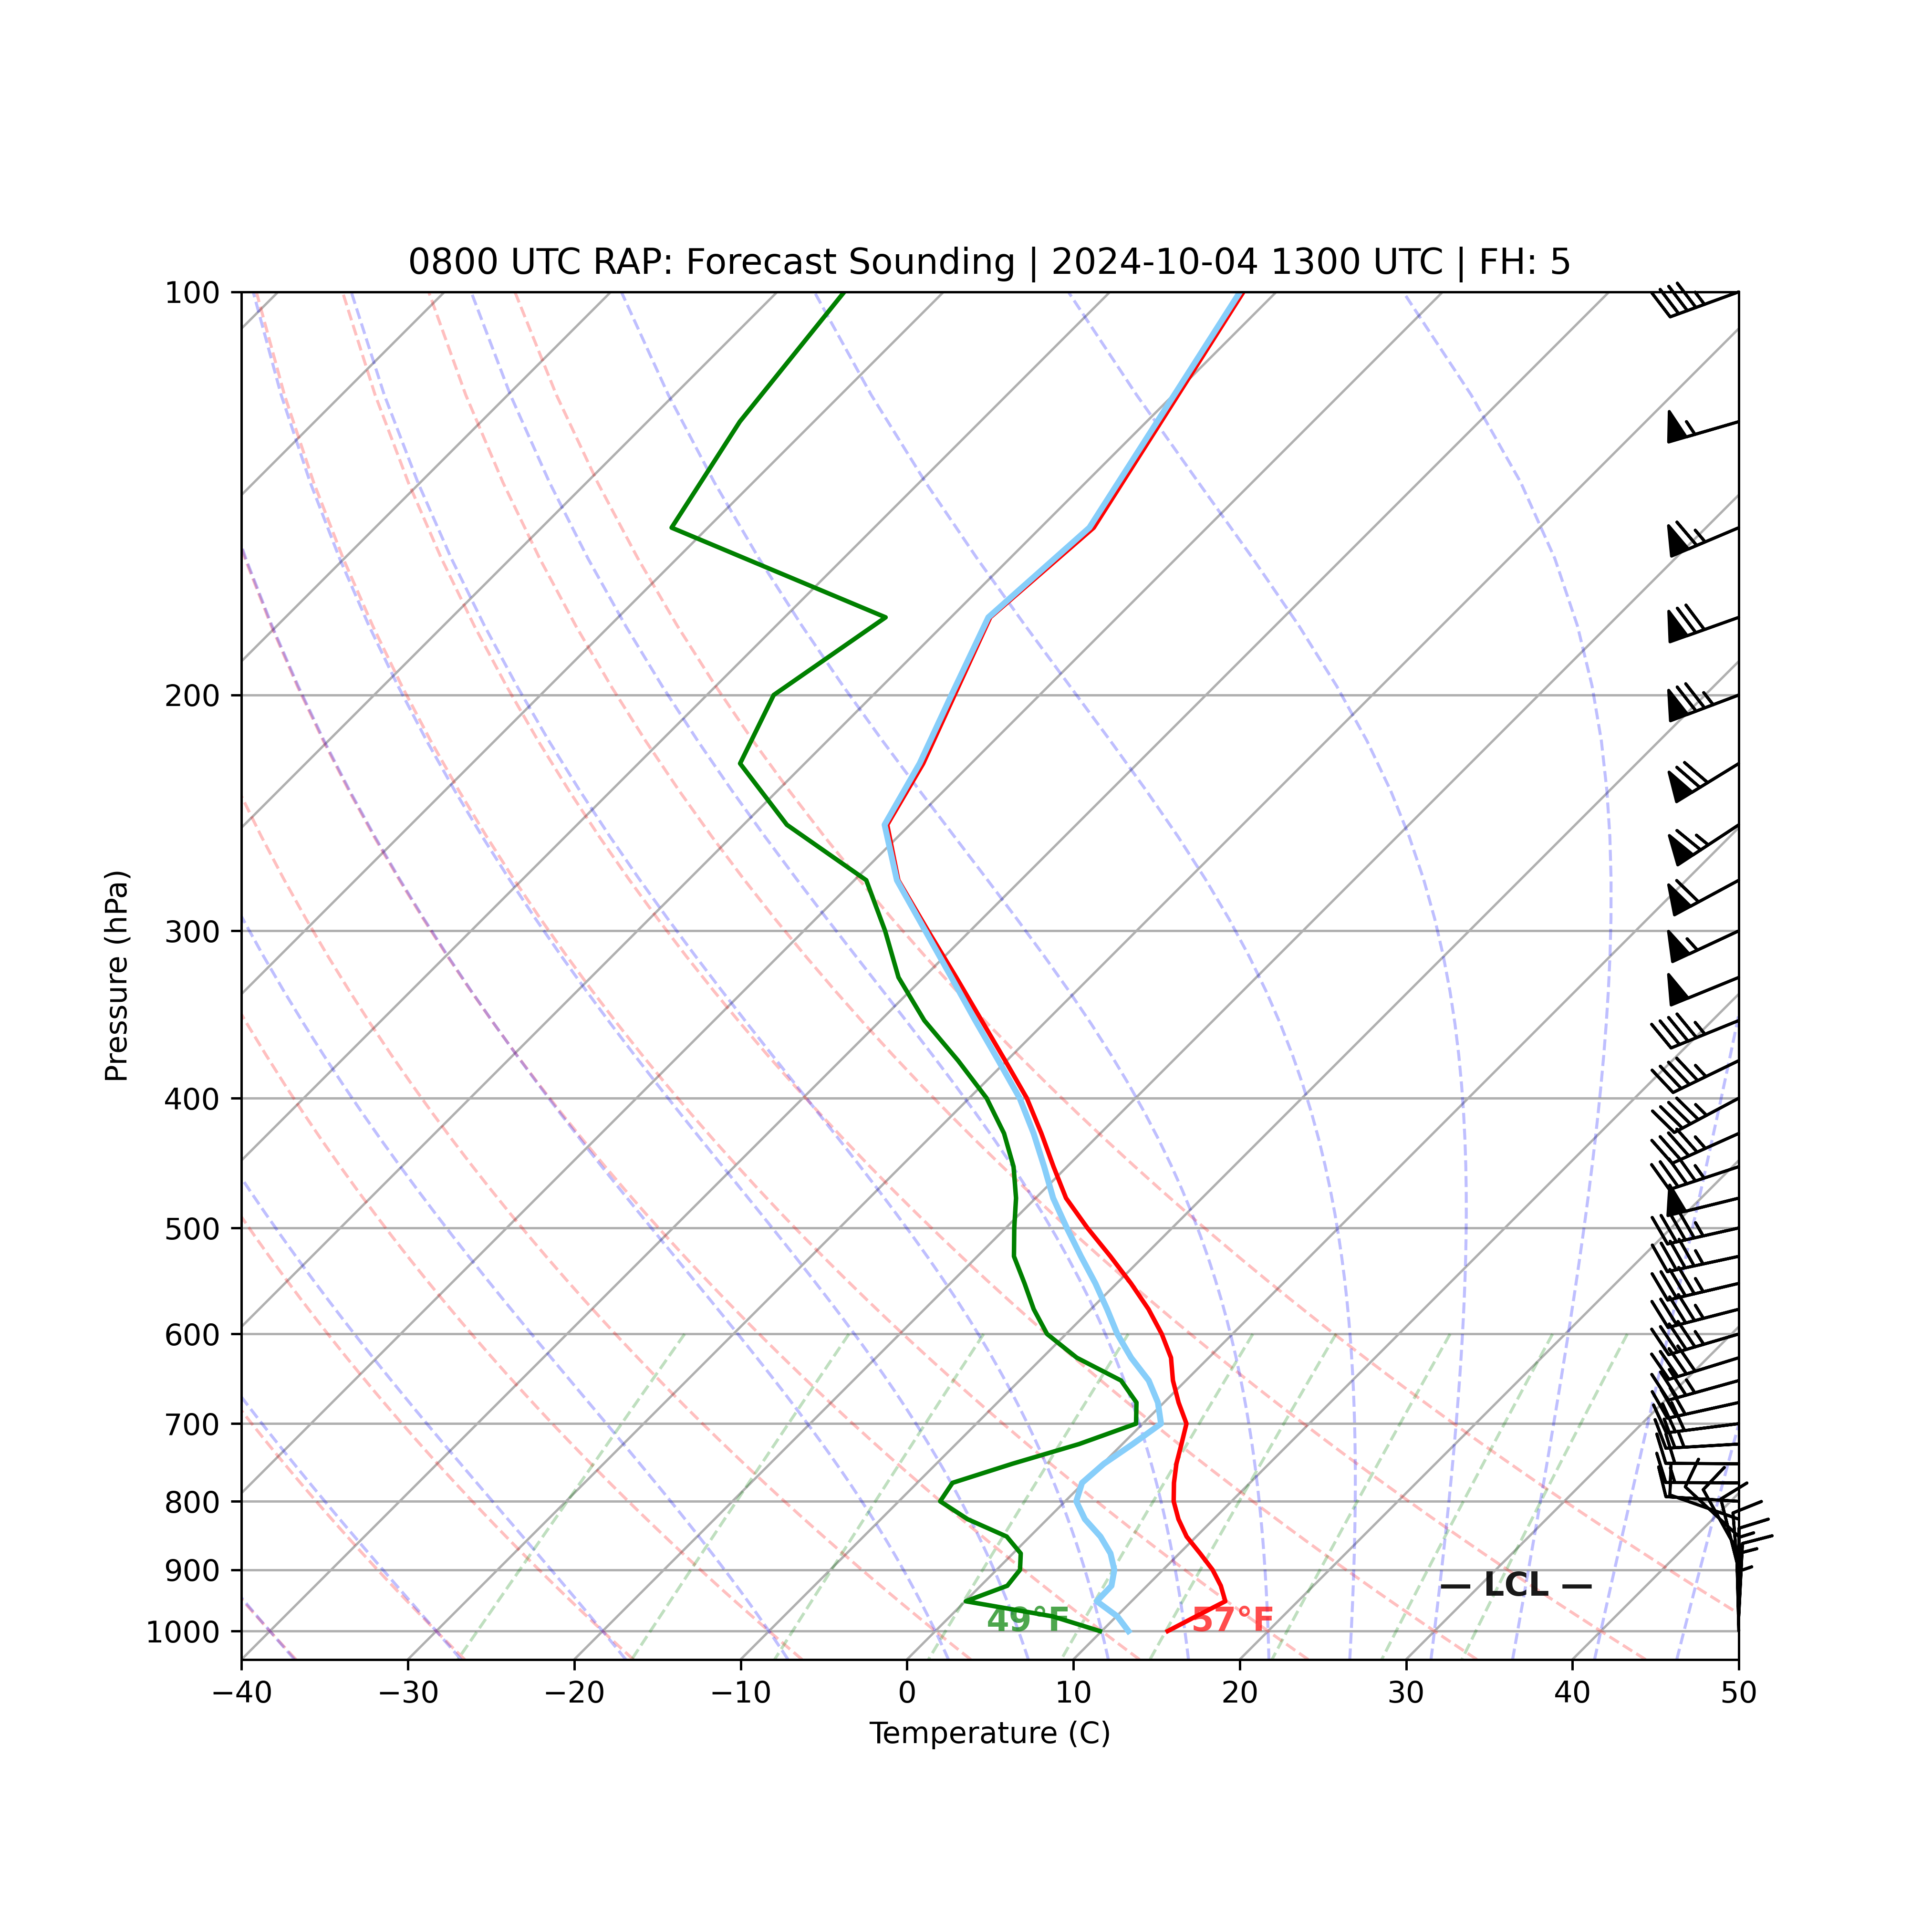 0800 UTC RAP: Forecast Sounding | 2024-10-04 1300 UTC | FH: 5
100
200
300
400
500
600
700
800
900
1000
Pressure (hPa)
— LCL —
49°F
57°F
−40 −30 −20 −10 0 10 20 30 40 50
Temperature (C)